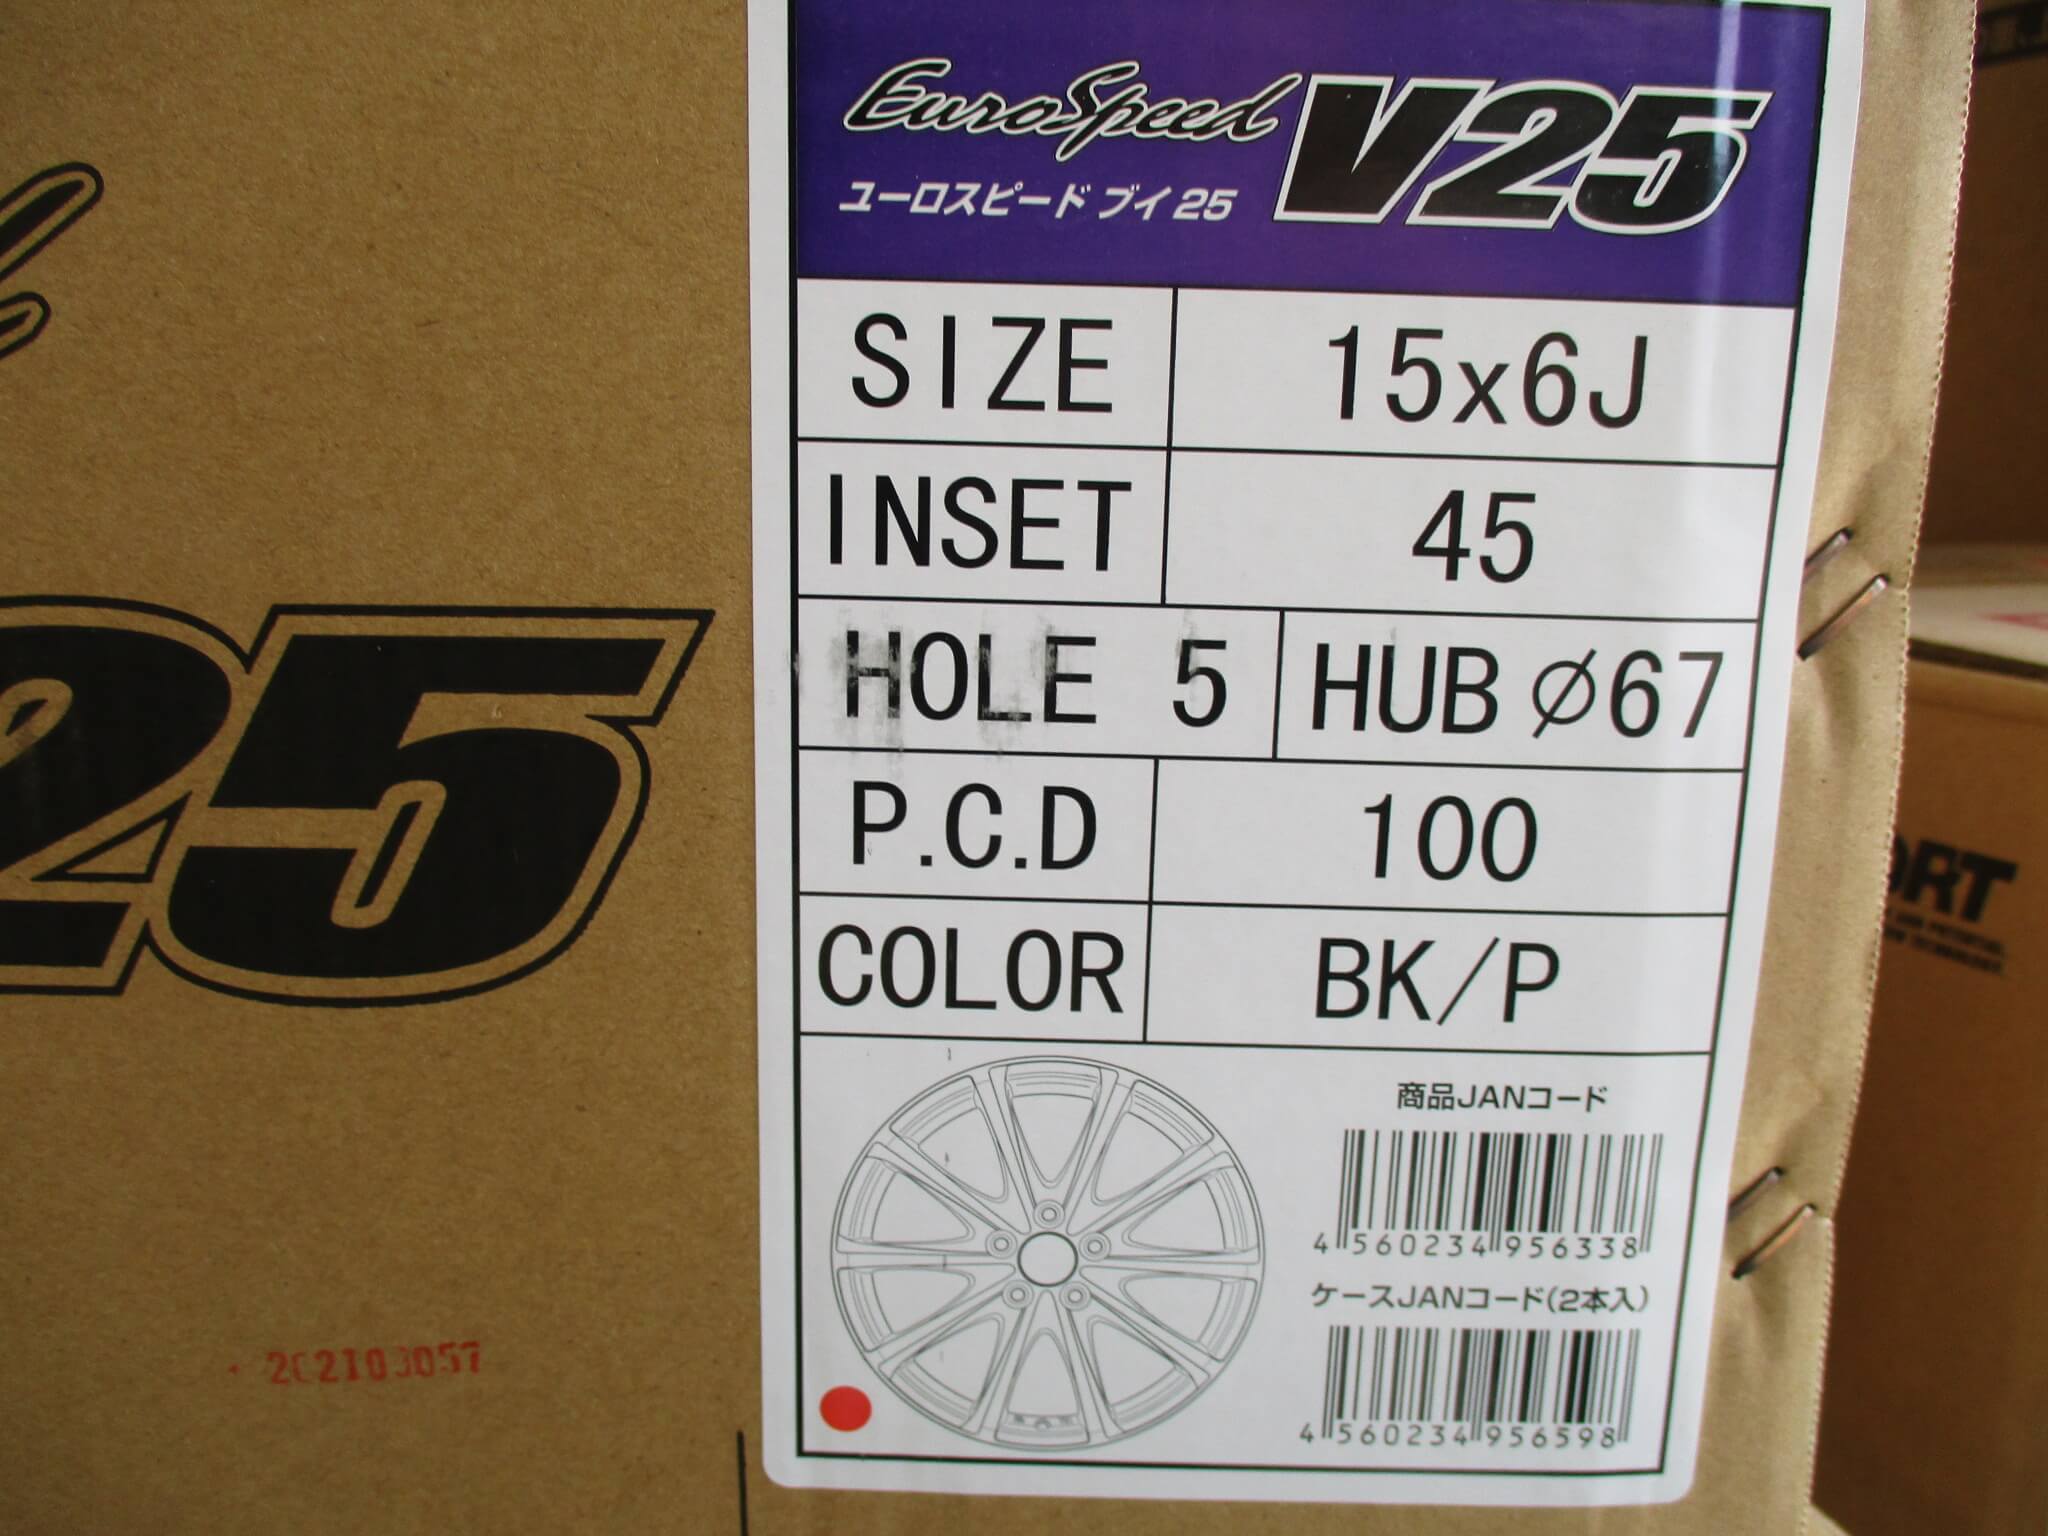 EuroSpeed V25
ユーロスピード ブイ 25
SIZE 15x6J
INSET 45
HOLE 5 HUB ⌀67
P.C.D 100
COLOR BK/P
商品JANコード
4 560234 956338
ケースJANコード(2本入)
4 560234 956598
25